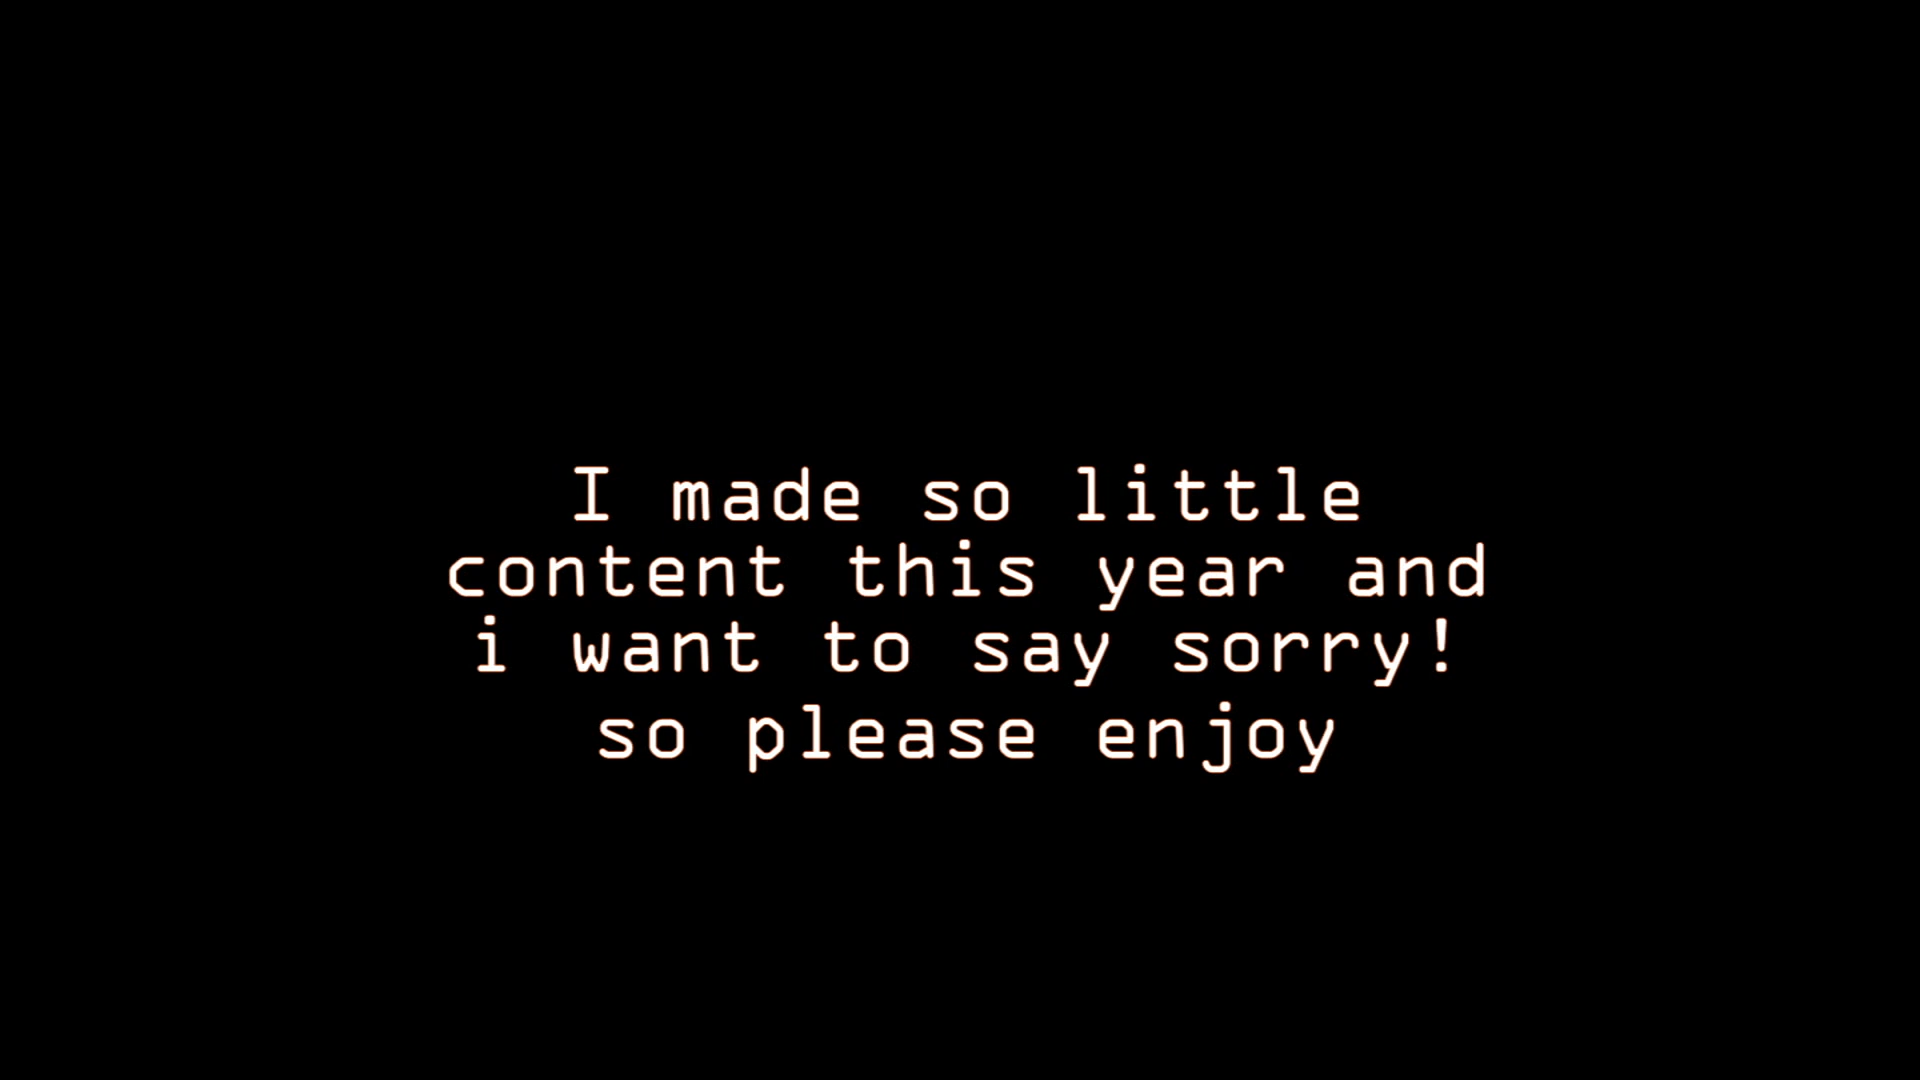 I made so little
content this year and
i want to say sorry!
so please enjoy